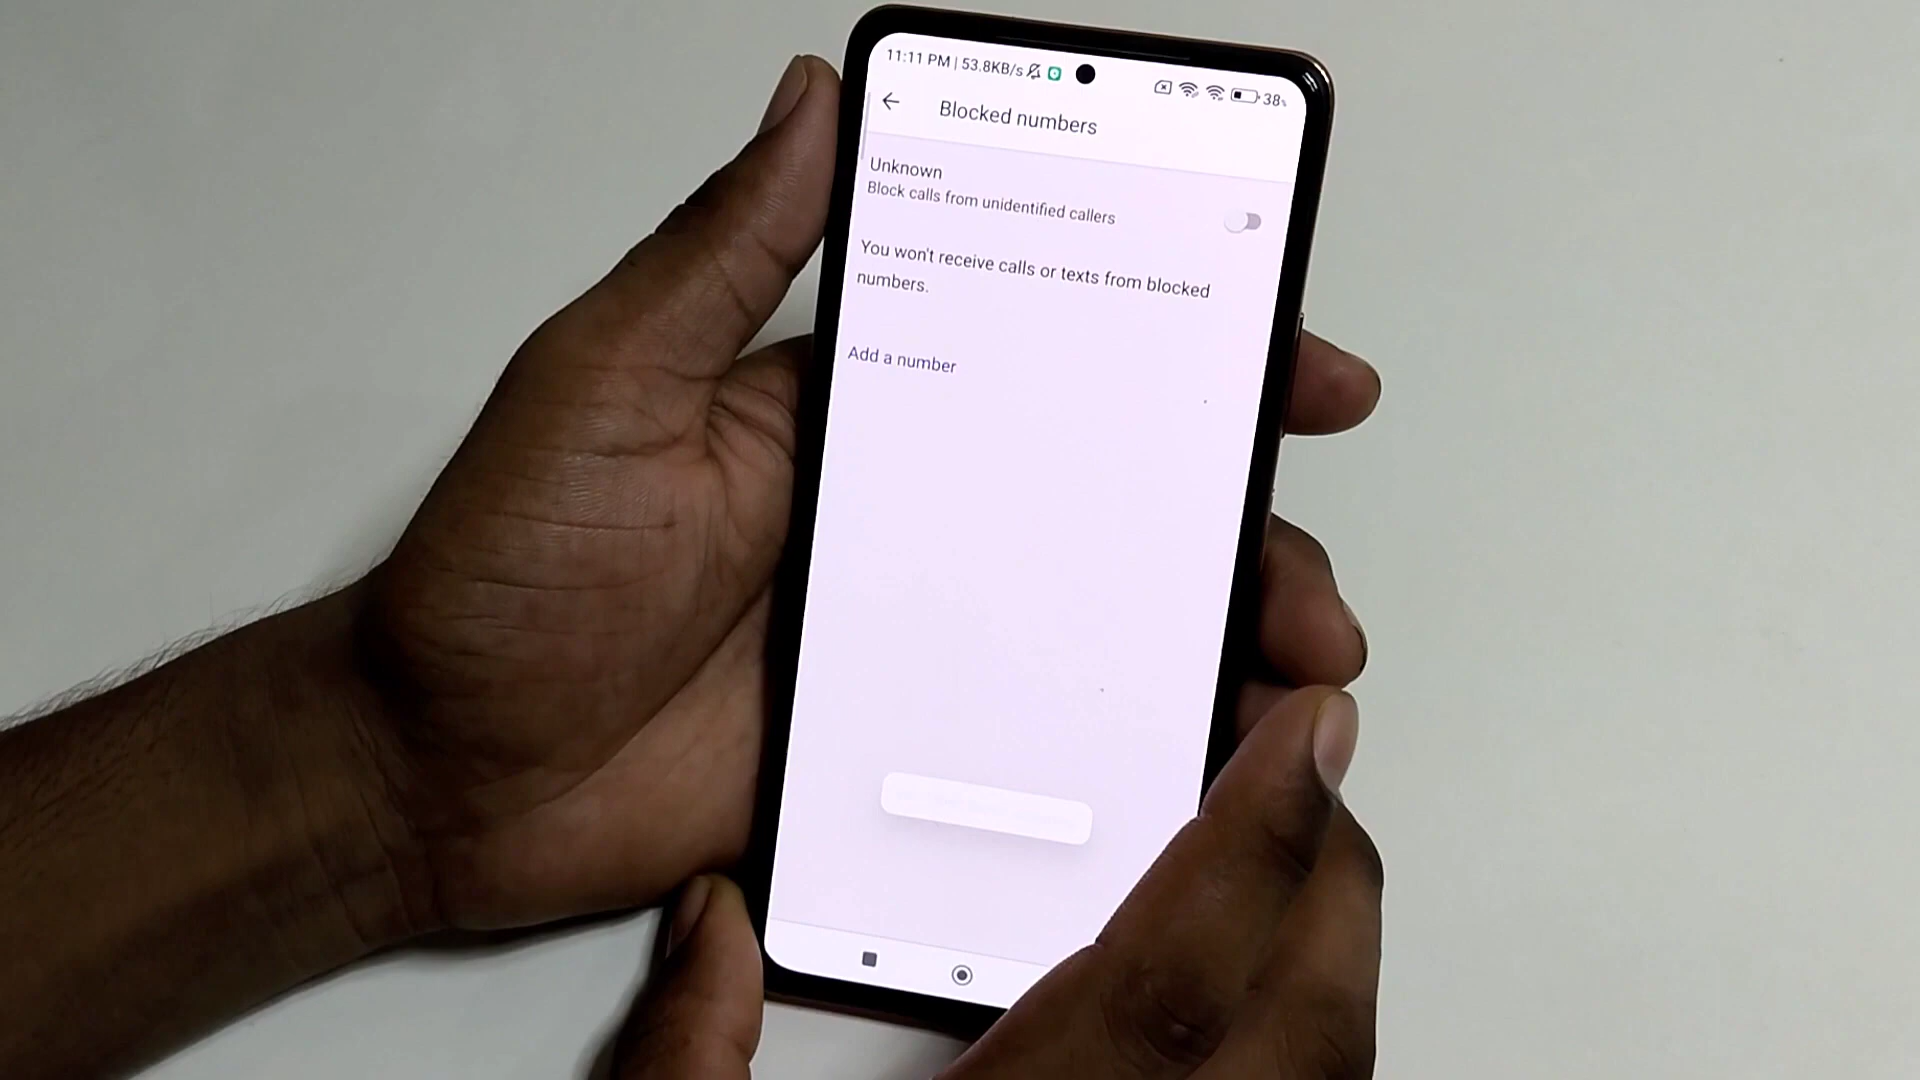 11:11 PM | 53.8KB/s 38%
Blocked numbers
Unknown
Block calls from unidentified callers
You won't receive calls or texts from blocked
numbers.
Add a number